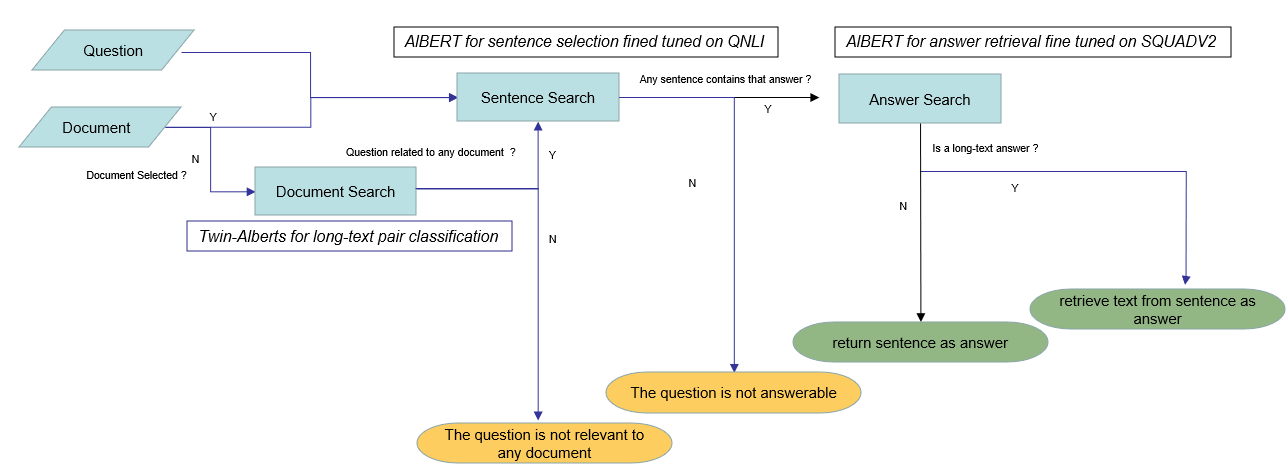 AlBERT for sentence selection fined tuned on QNLI
AlBERT for answer retrieval fine tuned on SQUADV2
Question
Any sentence contains that answer ?
Sentence Search
Answer Search
Y
Y
Document
N
Document Selected ?
Question related to any document ?
Y
Is a long-text answer ?
Document Search
N
Y
N
Twin-Alberts for long-text pair classification
N
retrieve text from sentence as
answer
return sentence as answer
The question is not answerable
The question is not relevant to
any document